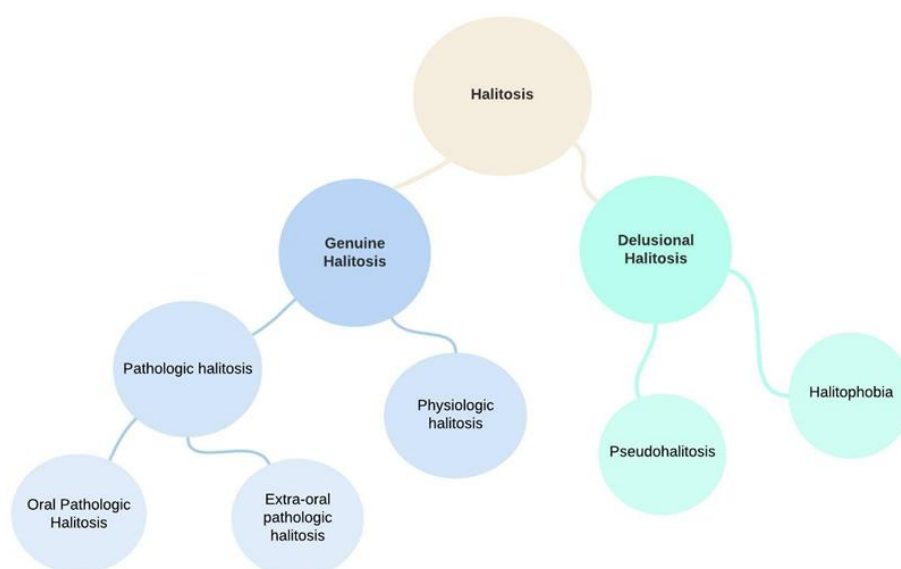 Halitosis
Genuine
Halitosis
Delusional
Halitosis
Pathologic halitosis
Physiologic
halitosis
Pseudohalitosis
Halitophobia
Oral Pathologic
Halitosis
Extra-oral
pathologic
halitosis